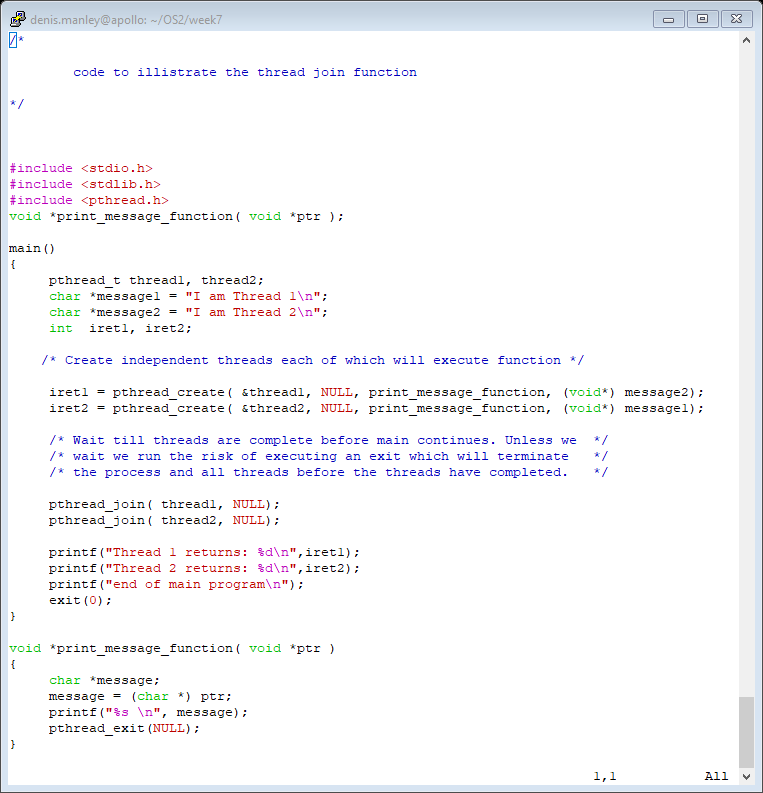 denis.manley@apollo: ~/OS2/week7
/*
code to illistrate the thread join function
*/
#include <stdio.h>
#include <stdlib.h>
#include <pthread.h>
void *print_message_function( void *ptr );
main()
{
pthread_t thread1, thread2;
char *message1 = "I am Thread 1\n";
char *message2 = "I am Thread 2\n";
int  iret1, iret2;
/* Create independent threads each of which will execute function */
iret1 = pthread_create( &thread1, NULL, print_message_function, (void*) message2);
iret2 = pthread_create( &thread2, NULL, print_message_function, (void*) message1);
/* Wait till threads are complete before main continues. Unless we  */
/* wait we run the risk of executing an exit which will terminate   */
/* the process and all threads before the threads have completed.   */
pthread_join( thread1, NULL);
pthread_join( thread2, NULL);
printf("Thread 1 returns: %d\n",iret1);
printf("Thread 2 returns: %d\n",iret2);
printf("end of main program\n");
exit(0);
}
void *print_message_function( void *ptr )
{
char *message;
message = (char *) ptr;
printf("%s \n", message);
pthread_exit(NULL);
}
1,1 All